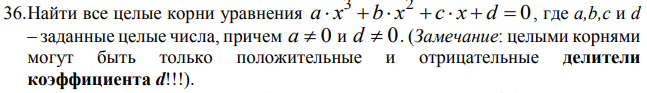 36.Найти все целые корни уравнения a·x³+b·x²+c·x+d=0, где a,b,c и d
– заданные целые числа, причем a≠0 и d≠0. (Замечание: целыми корнями
могут быть только положительные и отрицательные делители
коэффициента d!!!).